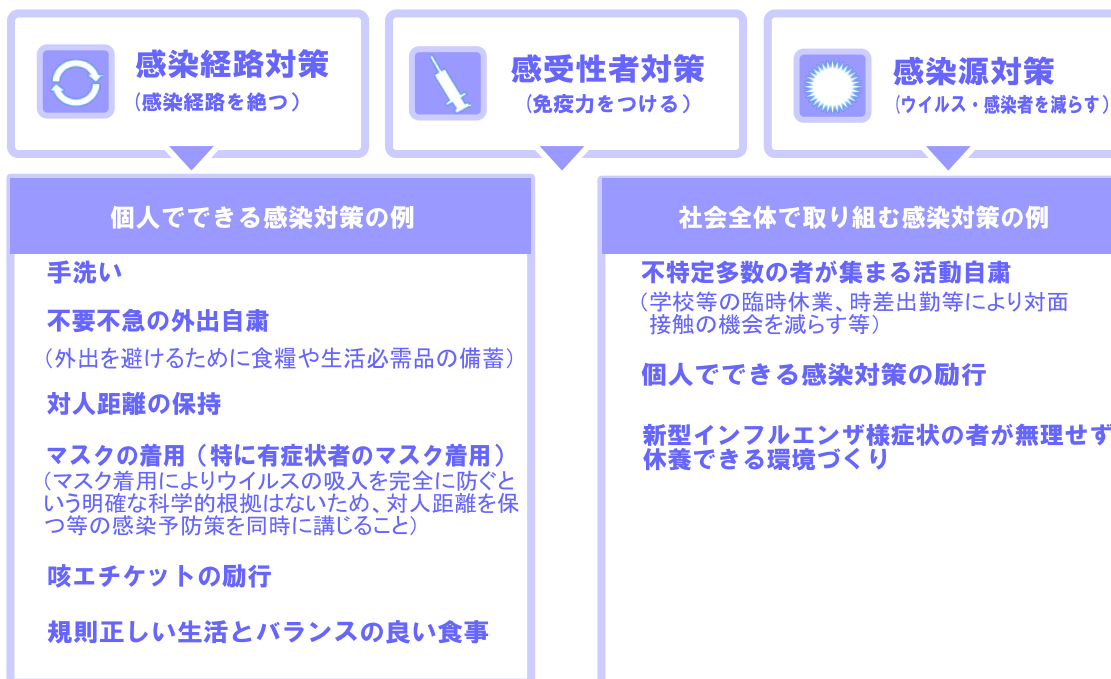 感染経路対策
(感染経路を絶つ)
感受性者対策
(免疫力をつける)
感染源対策
(ウイルス・感染者を減らす)
個人でできる感染対策の例
手洗い
不要不急の外出自粛
(外出を避けるために食糧や生活必需品の備蓄)
対人距離の保持
マスクの着用(特に有症状者のマスク着用)
(マスク着用によりウイルスの吸入を完全に防ぐと
いう明確な科学的根拠はないため、対人距離を保
つ等の感染予防策を同時に講じること)
咳エチケットの励行
規則正しい生活とバランスの良い食事
社会全体で取り組む感染対策の例
不特定多数の者が集まる活動自粛
(学校等の臨時休業、時差出勤等により対面
接触の機会を減らす等)
個人でできる感染対策の励行
新型インフルエンザ様症状の者が無理せず
休養できる環境づくり